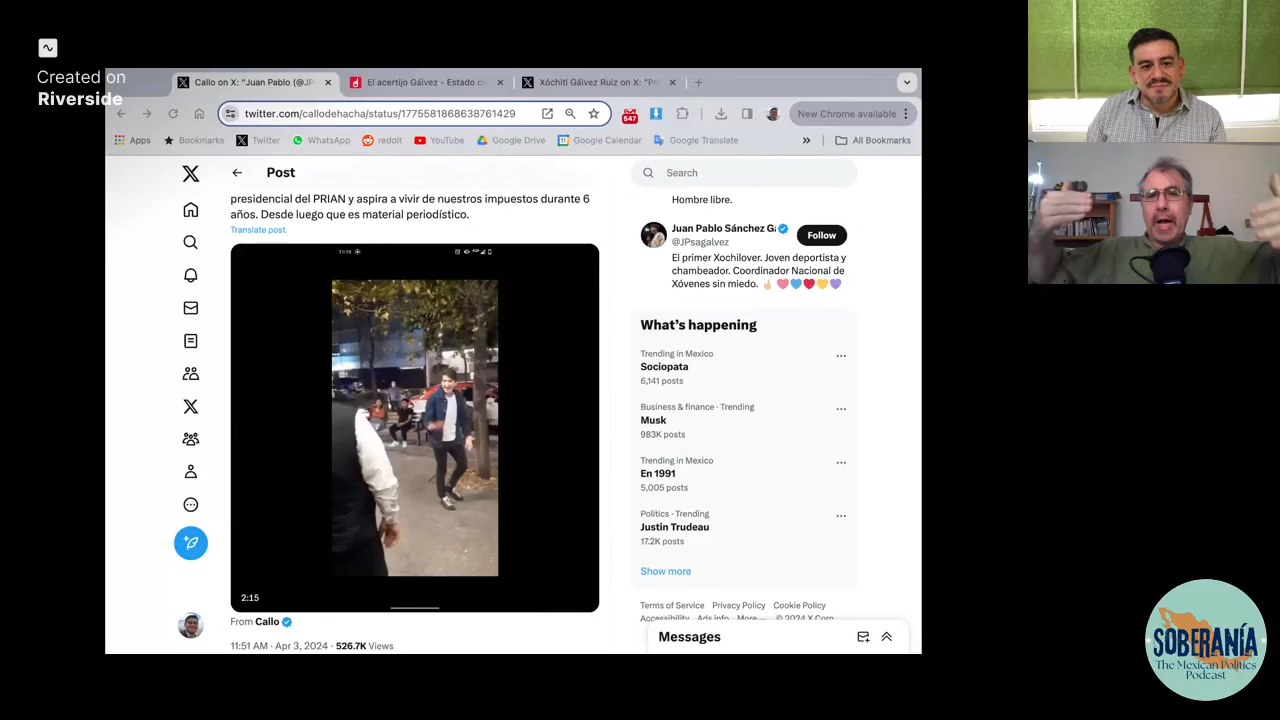 Created on
Riverside
Callo on X: "Juan Pablo (@JP
El acertijo Gálvez - Estado c
Xóchitl Gálvez Ruiz on X: "Pr
twitter.com/callodehacha/status/1775581868638761429
547
New Chrome available
Apps
Bookmarks
Twitter
WhatsApp
reddit
YouTube
Google Drive
Google Calendar
Google Translate
All Bookmarks
Post
presidencial del PRIAN y aspira a vivir de nuestros impuestos durante 6
años. Desde luego que es material periodístico.
Translate post
2:15
From Callo
11:51 AM · Apr 3, 2024 · 526.7K Views
Search
Hombre libre.
Juan Pablo Sánchez Gá
@JPsagalvez
Follow
El primer Xochilover. Joven deportista y
chambeador. Coordinador Nacional de
Xóvenes sin miedo.
What's happening
Trending in Mexico
Sociopata
6,141 posts
Business & finance · Trending
Musk
983K posts
Trending in Mexico
En 1991
5,005 posts
Politics · Trending
Justin Trudeau
17.2K posts
Show more
Terms of Service Privacy Policy Cookie Policy
Accessibility Ads info More ... © 2024 X Corp.
Messages
SOBERANÍA
The Mexican Politics
Podcast